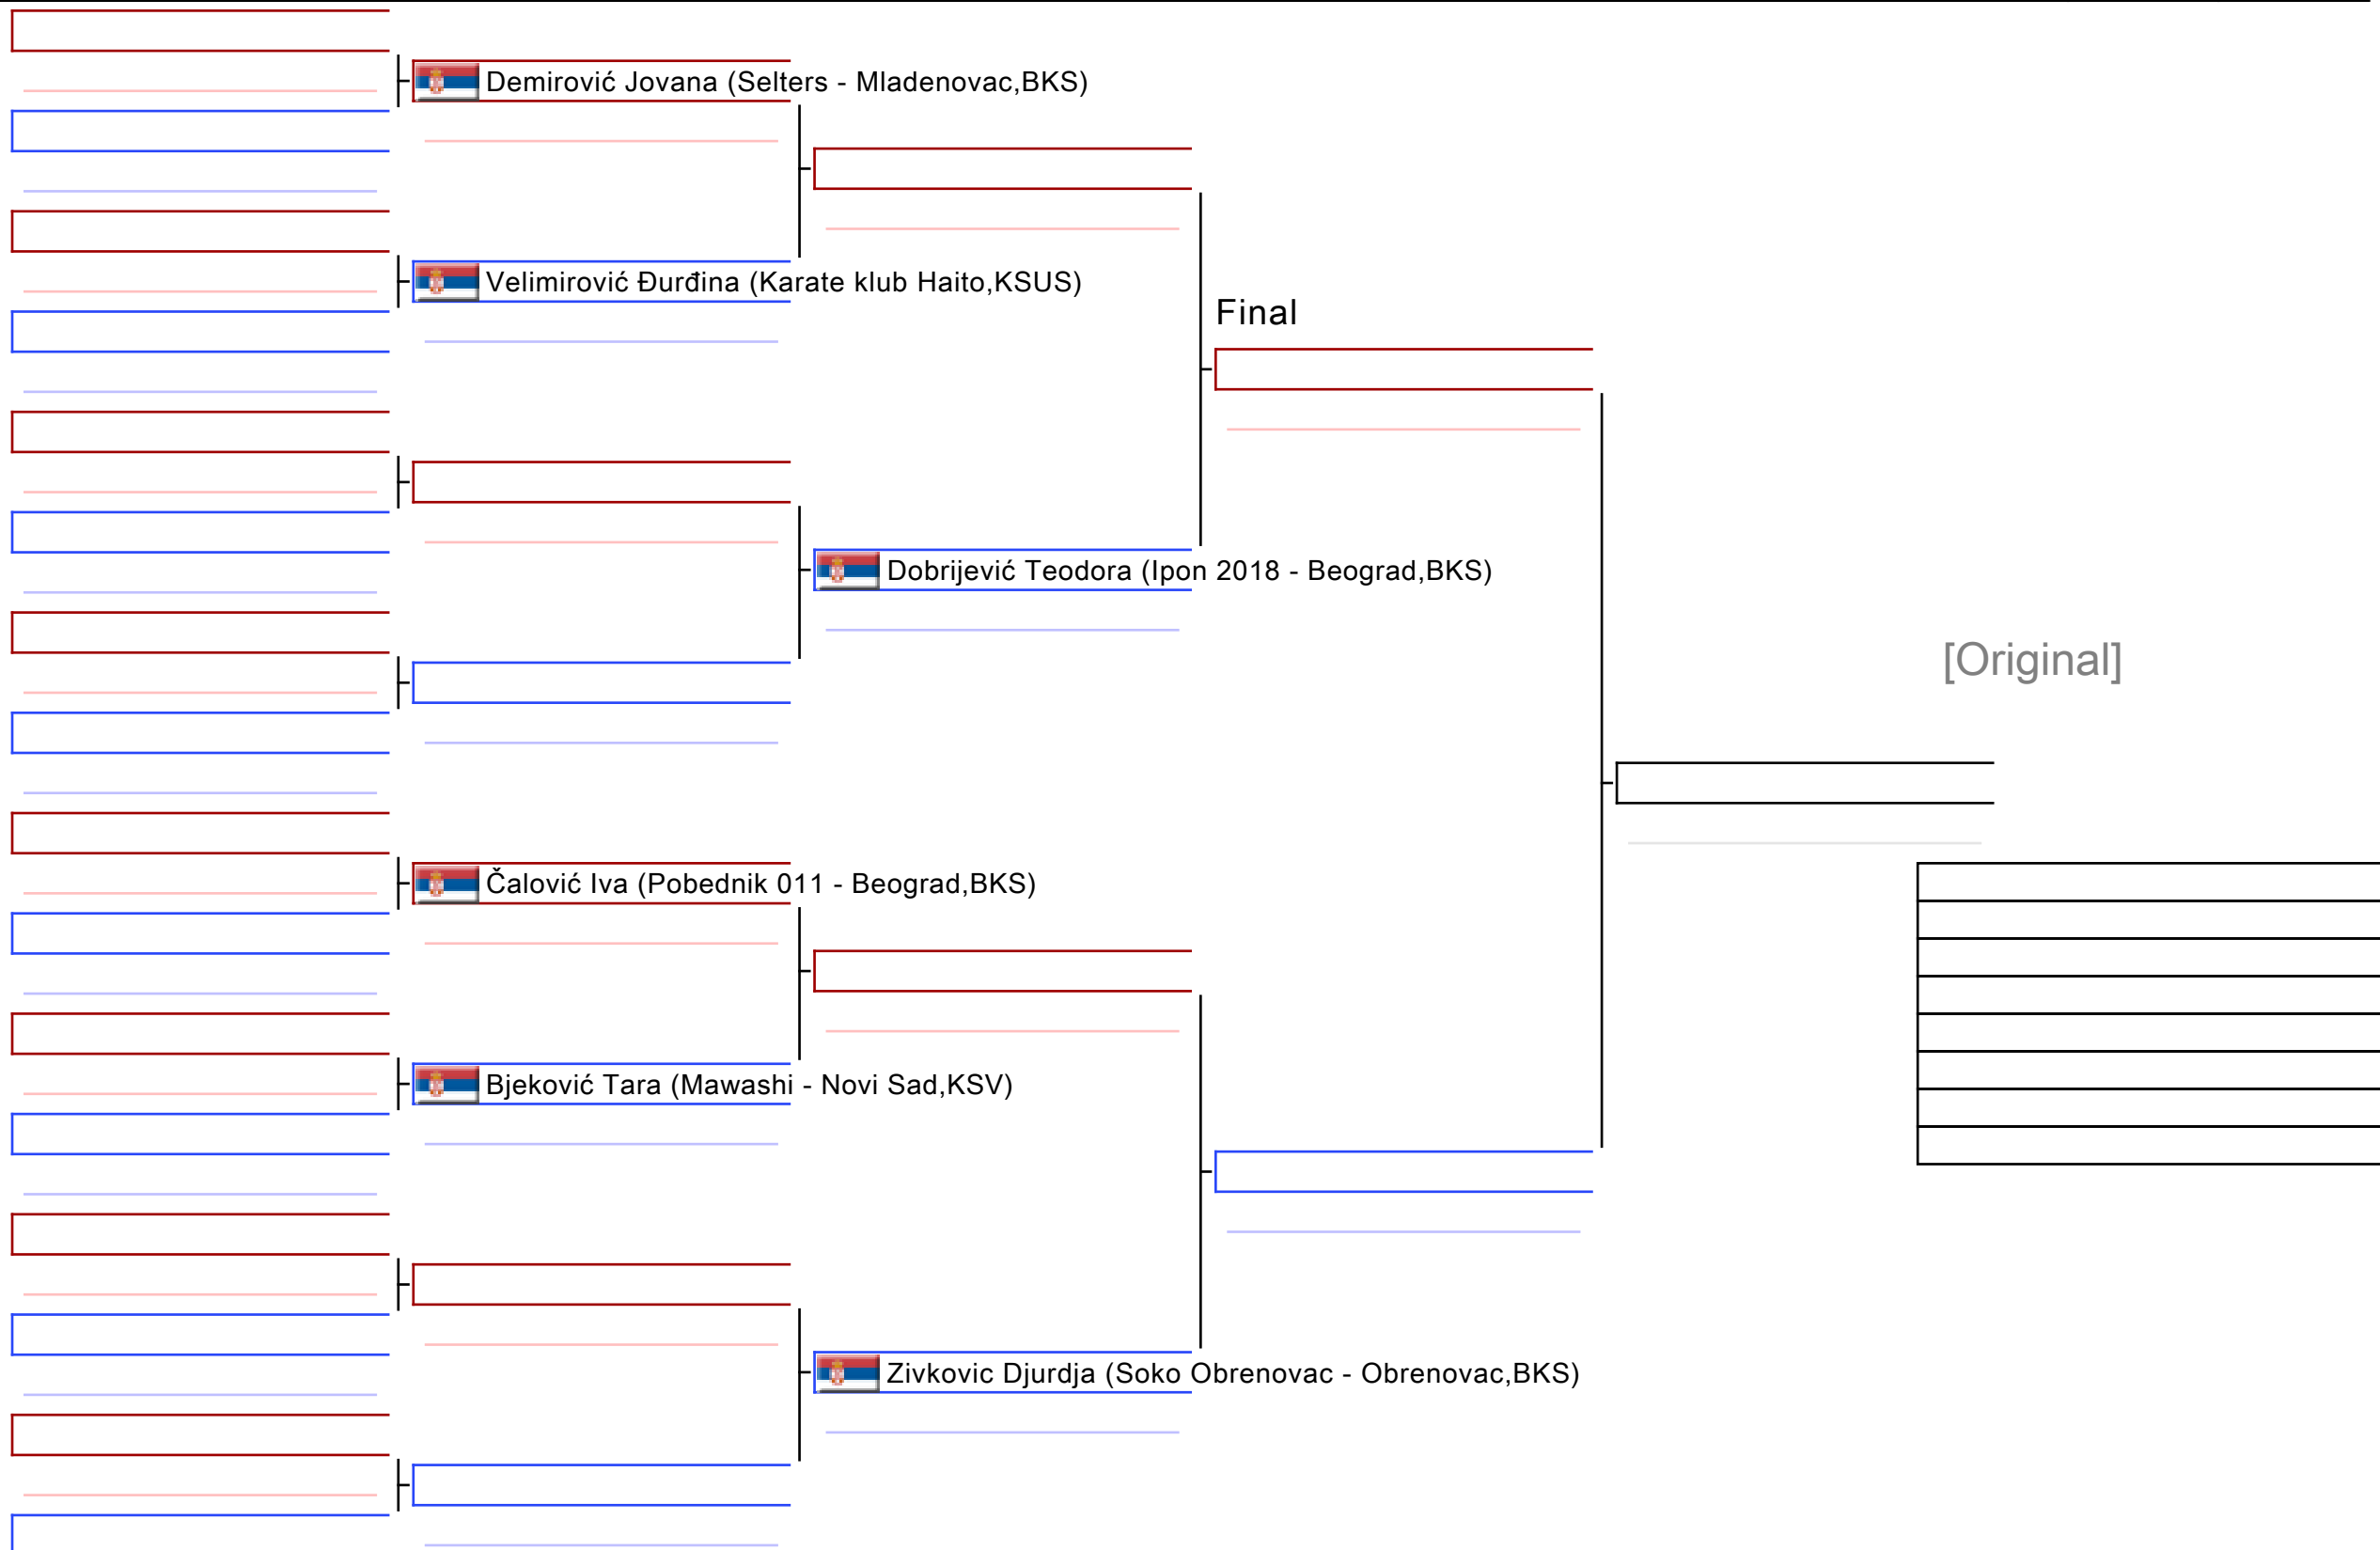 Demirović Jovana (Selters - Mladenovac,BKS)
Velimirović Đurđina (Karate klub Haito,KSUS)
Final
Dobrijević Teodora (Ipon 2018 - Beograd,BKS)
[Original]
Čalović Iva (Pobednik 011 - Beograd,BKS)
Bjeković Tara (Mawashi - Novi Sad,KSV)
Zivkovic Djurdja (Soko Obrenovac - Obrenovac,BKS)